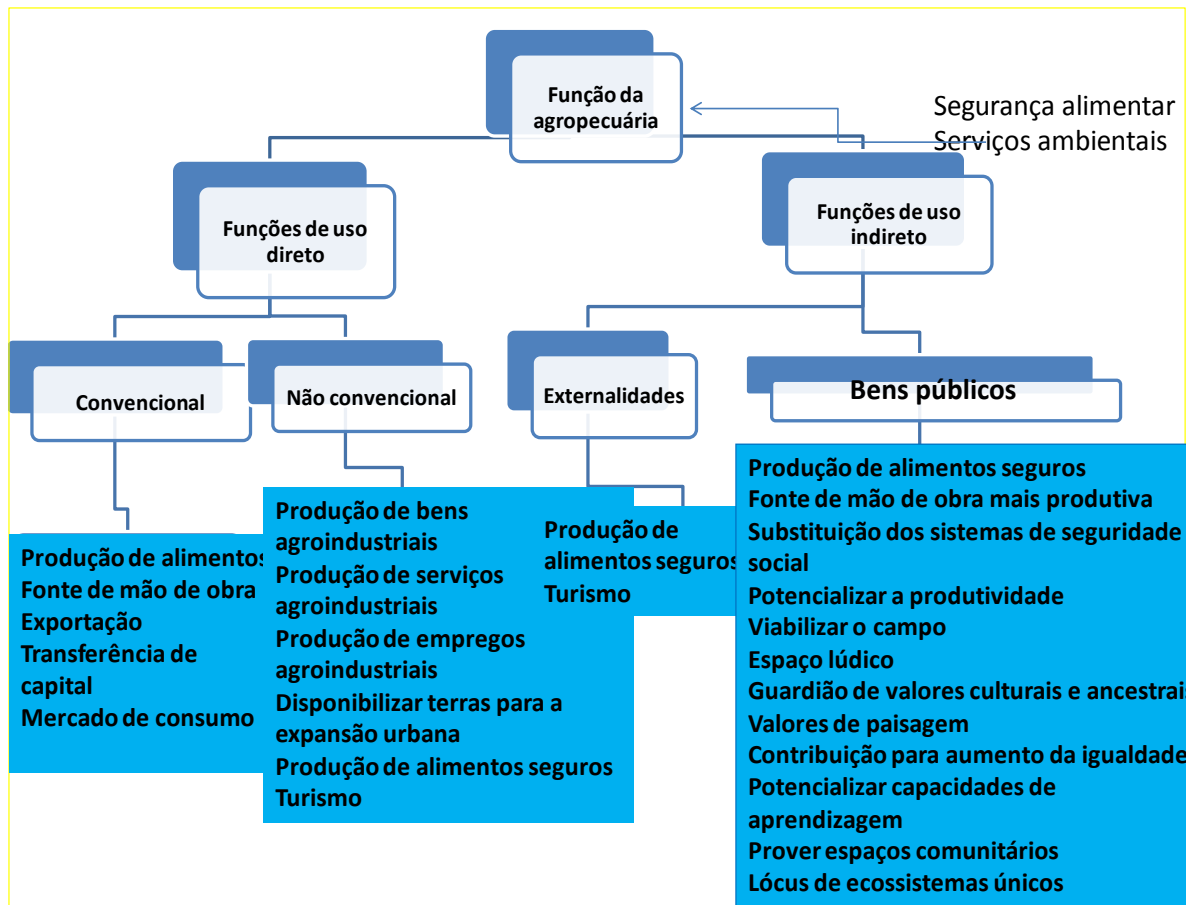 Função da
agropecuária
Segurança alimentar
Serviços ambientais
Funções de uso
direto
Funções de uso
indireto
Convencional
Não convencional
Externalidades
Bens públicos
Produção de alimentos
Fonte de mão de obra
Exportação
Transferência de
capital
Mercado de consumo
Produção de bens
agroindustriais
Produção de serviços
agroindustriais
Produção de empregos
agroindustriais
Disponibilizar terras para a
expansão urbana
Produção de alimentos seguros
Turismo
Produção de
alimentos seguros
Turismo
Produção de alimentos seguros
Fonte de mão de obra mais produtiva
Substituição dos sistemas de seguridade
social
Potencializar a produtividade
Viabilizar o campo
Espaço lúdico
Guardião de valores culturais e ancestrais
Valores de paisagem
Contribuição para aumento da igualdade
Potencializar capacidades de
aprendizagem
Prover espaços comunitários
Lócus de ecossistemas únicos